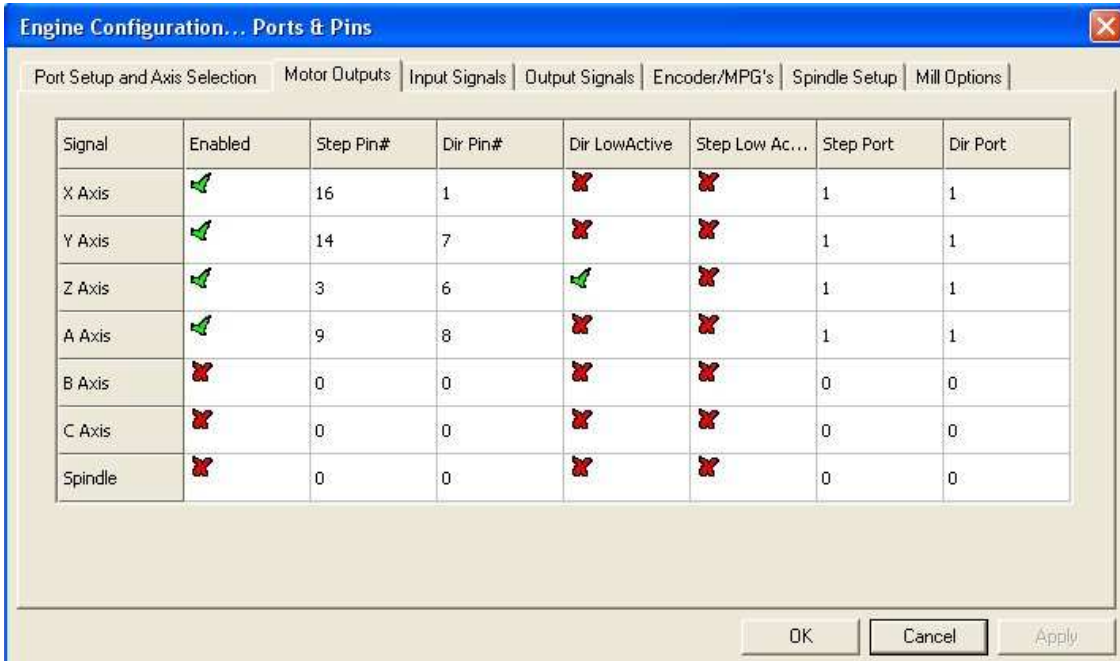 Engine Configuration... Ports & Pins
Port Setup and Axis Selection Motor Outputs Input Signals Output Signals Encoder/MPG's Spindle Setup Mill Options
Signal Enabled Step Pin# Dir Pin# Dir LowActive Step Low Ac... Step Port Dir Port
X Axis 16 1 1 1
Y Axis 14 7 1 1
Z Axis 3 6 1 1
A Axis 9 8 1 1
B Axis 0 0 0 0
C Axis 0 0 0 0
Spindle 0 0 0 0
OK Cancel Apply